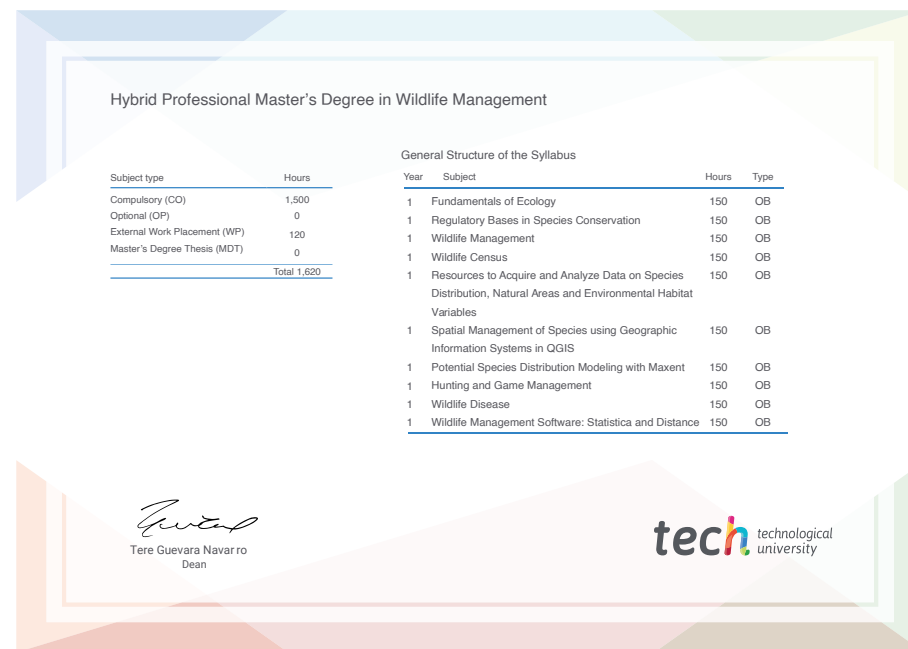 Hybrid Professional Master's Degree in Wildlife Management
Subject type Hours
Compulsory (CO) 1,500
Optional (OP) 0
External Work Placement (WP) 120
Master's Degree Thesis (MDT) 0
Total 1,620
General Structure of the Syllabus
Year Subject Hours Type
1 Fundamentals of Ecology 150 OB
1 Regulatory Bases in Species Conservation 150 OB
1 Wildlife Management 150 OB
1 Wildlife Census 150 OB
1 Resources to Acquire and Analyze Data on Species 150 OB
Distribution, Natural Areas and Environmental Habitat
Variables
1 Spatial Management of Species using Geographic 150 OB
Information Systems in QGIS
1 Potential Species Distribution Modeling with Maxent 150 OB
1 Hunting and Game Management 150 OB
1 Wildlife Disease 150 OB
1 Wildlife Management Software: Statistica and Distance 150 OB
Tere Guevara Navarro
Dean
tech technological
university